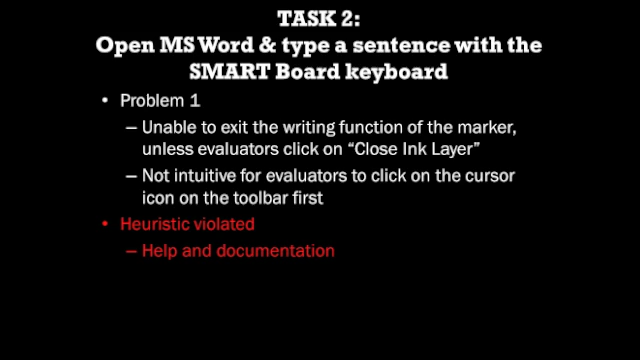 TASK 2:
Open MS Word & type a sentence with the
SMART Board keyboard
• Problem 1
– Unable to exit the writing function of the marker,
unless evaluators click on “Close Ink Layer”
– Not intuitive for evaluators to click on the cursor
icon on the toolbar first
• Heuristic violated
– Help and documentation